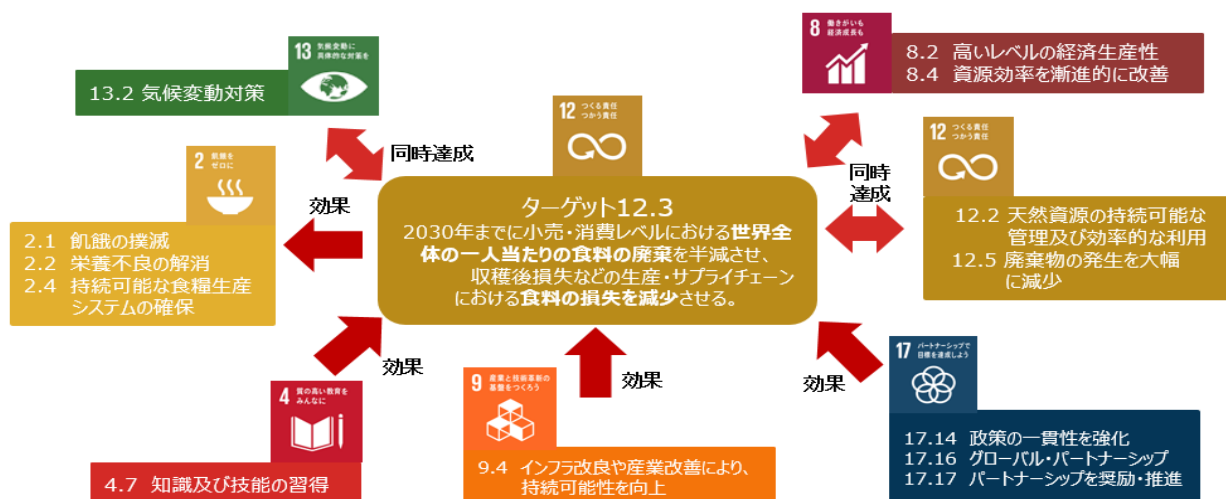 13 気候変動に
具体的な対策を
13.2 気候変動対策
8 働きがいも
経済成長も
8.2 高いレベルの経済生産性
8.4 資源効率を漸進的に改善
12 つくる責任
つかう責任
同時達成
2 飢餓を
ゼロに
効果
2.1 飢餓の撲滅
2.2 栄養不良の解消
2.4 持続可能な食糧生産
システムの確保
ターゲット12.3
2030年までに小売・消費レベルにおける世界全
体の一人当たりの食料の廃棄を半減させ、
収穫後損失などの生産・サプライチェーン
における食料の損失を減少させる。
同時
達成
12 つくる責任
つかう責任
12.2 天然資源の持続可能な
管理及び効率的な利用
12.5 廃棄物の発生を大幅
に減少
効果
4 質の高い教育を
みんなに
4.7 知識及び技能の習得
効果
9 産業と技術革新の
基盤をつくろう
9.4 インフラ改良や産業改善により、
持続可能性を向上
効果
17 パートナーシップで
目標を達成しよう
17.14 政策の一貫性を強化
17.16 グローバル・パートナーシップ
17.17 パートナーシップを奨励・推進